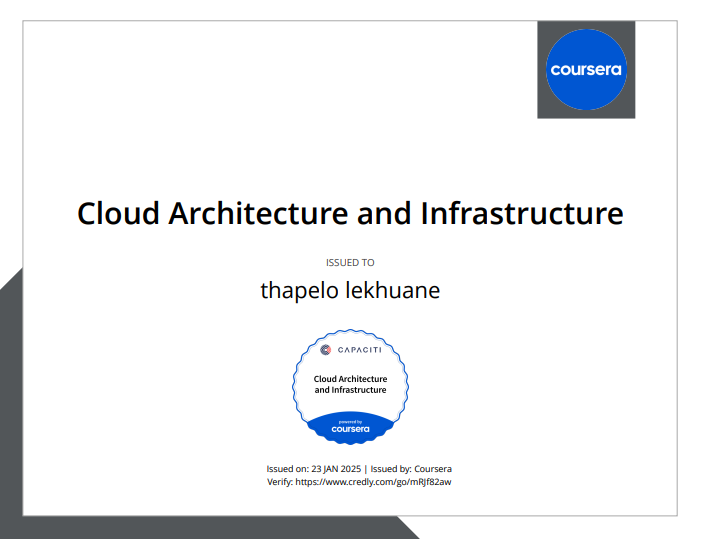 coursera
Cloud Architecture and Infrastructure
ISSUED TO
thapelo lekhuane
CAPACITI
Cloud Architecture
and Infrastructure
powered by
coursera
Issued on: 23 JAN 2025 | Issued by: Coursera
Verify: https://www.credly.com/go/mRJf82aw